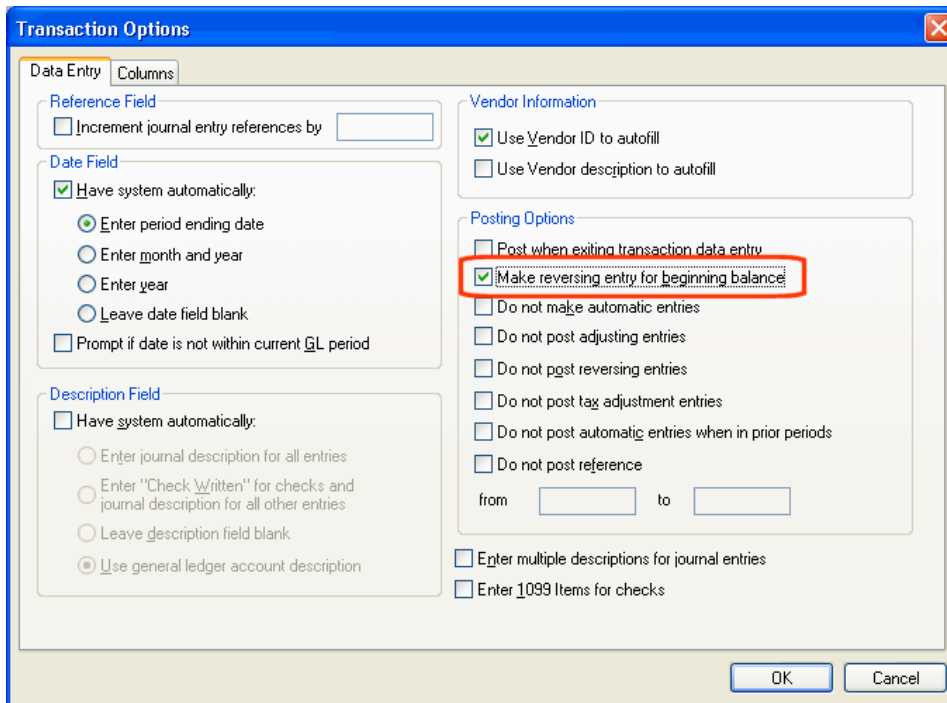 Transaction Options
Data Entry
Columns
Reference Field
Increment journal entry references by
Date Field
Have system automatically:
Enter period ending date
Enter month and year
Enter year
Leave date field blank
Prompt if date is not within current GL period
Description Field
Have system automatically:
Enter journal description for all entries
Enter "Check Written" for checks and
journal description for all other entries
Leave description field blank
Use general ledger account description
Vendor Information
Use Vendor ID to autofill
Use Vendor description to autofill
Posting Options
Post when exiting transaction data entry
Make reversing entry for beginning balance
Do not make automatic entries
Do not post adjusting entries
Do not post reversing entries
Do not post tax adjustment entries
Do not post automatic entries when in prior periods
Do not post reference
from to
Enter multiple descriptions for journal entries
Enter 1099 Items for checks
OK
Cancel